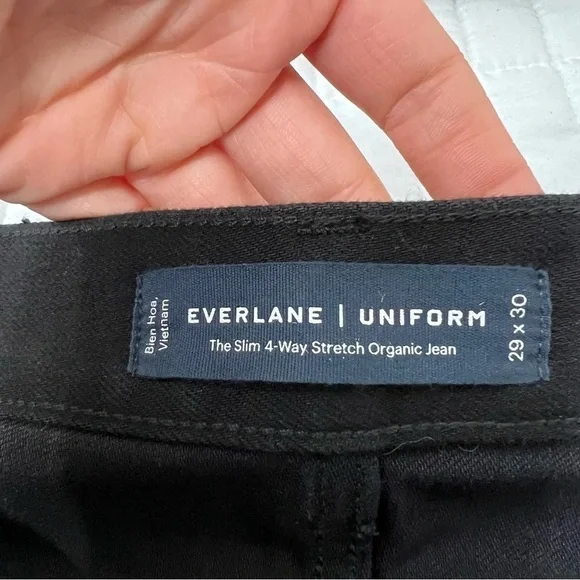 Bien Hoa,
Vietnam
EVERLANE | UNIFORM
The Slim 4-Way Stretch Organic Jean
29 x 30